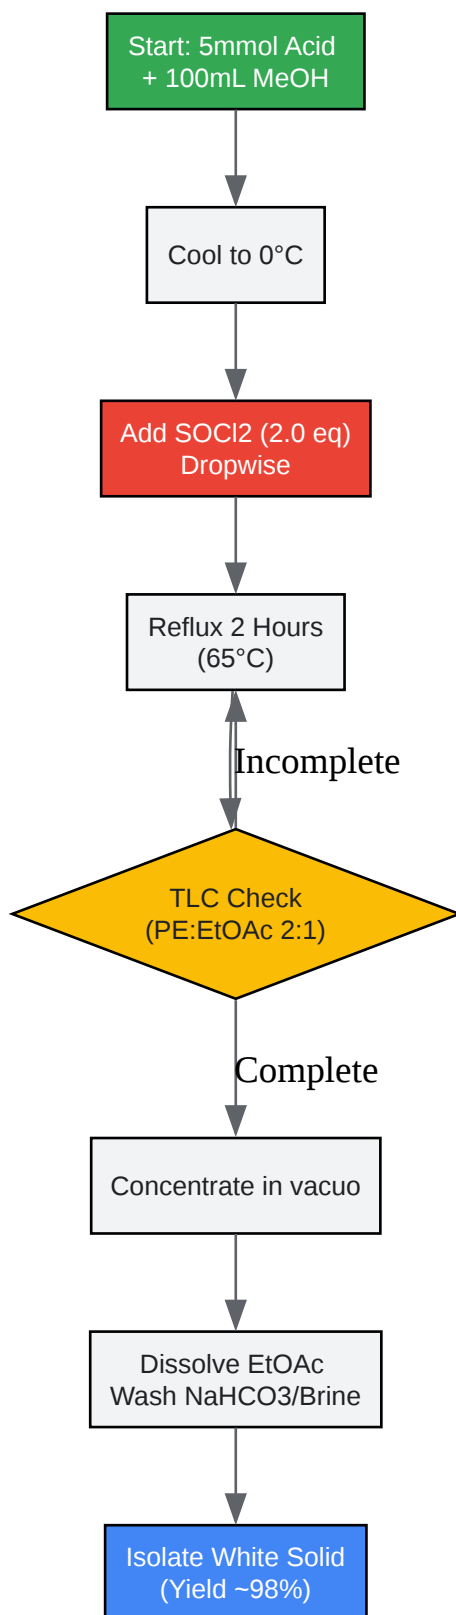 Start: 5mmol Acid
+ 100mL MeOH
Cool to 0°C
Add SOCl2 (2.0 eq)
Dropwise
Reflux 2 Hours
(65°C)
Incomplete
TLC Check
(PE:EtOAc 2:1)
Complete
Concentrate in vacuo
Dissolve EtOAc
Wash NaHCO3/Brine
Isolate White Solid
(Yield ~98%)